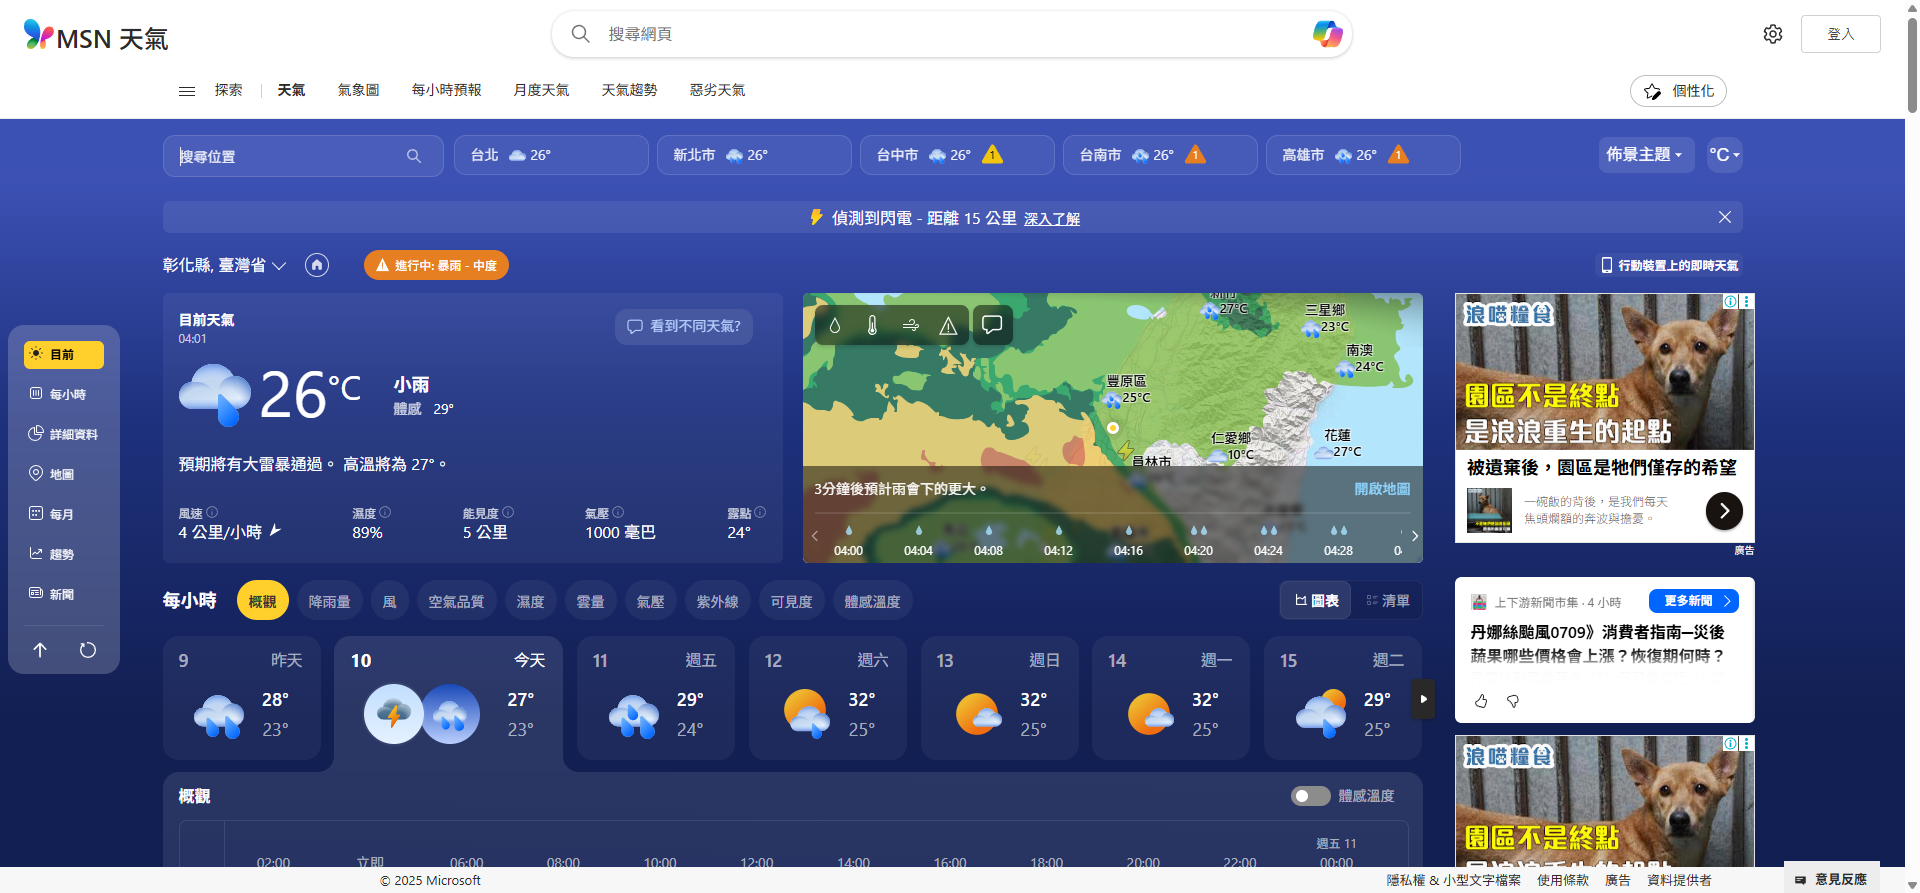 MSN 天氣
搜尋網頁
登入
探索
天氣
氣象圖
每小時預報
月度天氣
天氣趨勢
惡劣天氣
個性化
搜尋位置
台北 26°
新北市 26°
台中市 26° 1
台南市 26° 1
高雄市 26° 1
佈景主題
°C
偵測到閃電 - 距離 15 公里 深入了解
彰化縣, 臺灣省
進行中: 暴雨 - 中度
行動裝置上的即時天氣
目前
每小時
詳細資料
地圖
每月
趨勢
新聞
目前天氣
04:01
看到不同天氣?
26°C
小雨
體感 29°
預期將有大雷暴通過。 高溫將為 27°。
風速
4 公里/小時
濕度
89%
能見度
5 公里
氣壓
1000 毫巴
露點
24°
27°C
三星鄉
23°C
南澳
24°C
豐原區
25°C
仁愛鄉
10°C
花蓮
27°C
員林市
3分鐘後預計雨會下的更大。
開啟地圖
04:00 04:04 04:08 04:12 04:16 04:20 04:24 04:28
浪喵糧食
園區不是終點
是浪浪重生的起點
被遺棄後，園區是牠們僅存的希望
一碗飯的背後，是我們每天
焦頭爛額的奔波與擔憂。
廣告
每小時
概觀
降雨量
風
空氣品質
濕度
雲量
氣壓
紫外線
可見度
體感溫度
圖表
清單
9 昨天
28°
23°
10 今天
27°
23°
11 週五
29°
24°
12 週六
32°
25°
13 週日
32°
25°
14 週一
32°
25°
15 週二
29°
25°
上下游新聞市集 · 4 小時
更多新聞
丹娜絲颱風0709》消費者指南─災後
蔬果哪些價格會上漲？恢復期何時？
概觀
體感溫度
週五 11
02:00 立即 06:00 08:00 10:00 12:00 14:00 16:00 18:00 20:00 22:00 00:00
浪喵糧食
園區不是終點
是浪浪重生的起點
© 2025 Microsoft
隱私權 & 小型文字檔案
使用條款
廣告
資料提供者
意見反應